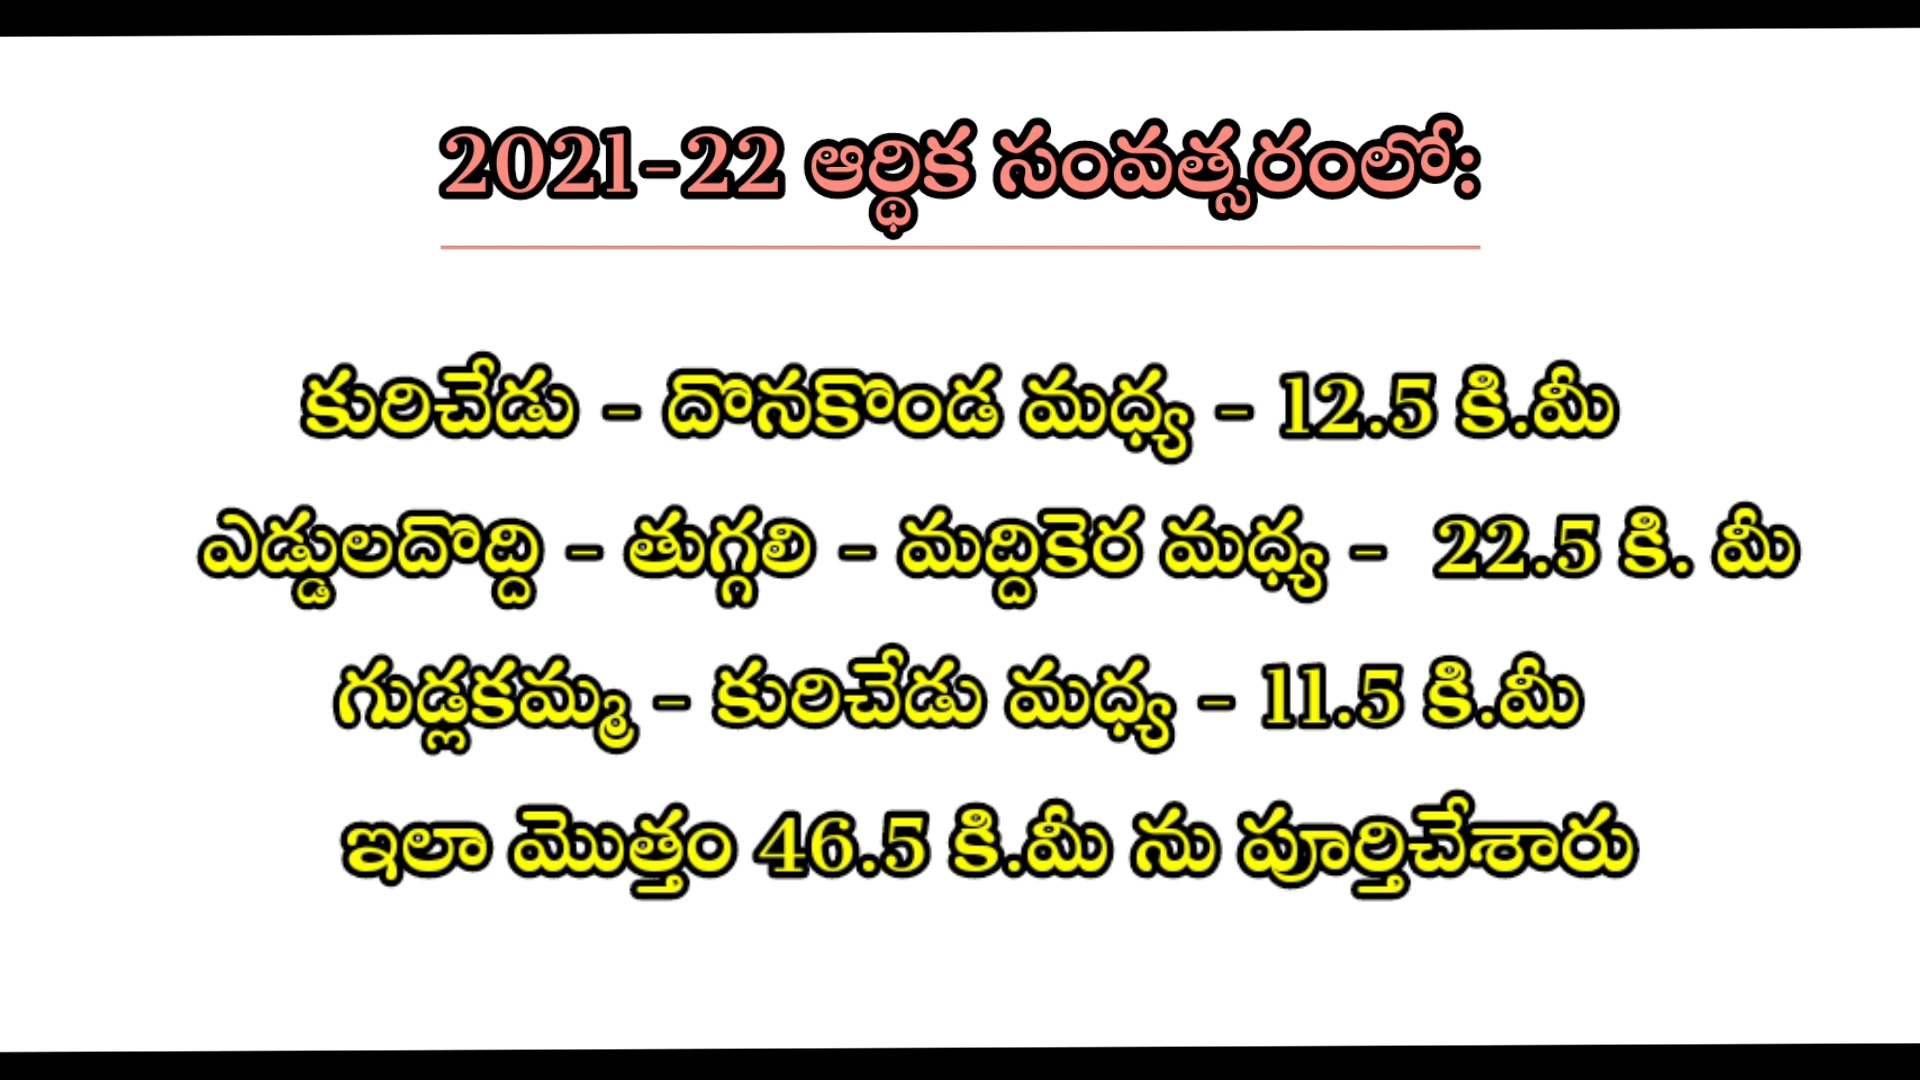 2021-22 ఆర్థిక సంవత్సరంలో:
కురిచేడు - దొనకొండ మధ్య - 12.5 కి.మీ
ఎడ్డులదొద్ది - తుగ్గలి - మద్దికెర మధ్య - 22.5 కి. మీ
గుడ్లకమ్మ - కురిచేడు మధ్య - 11.5 కి.మీ
ఇలా మొత్తం 46.5 కి.మీ ను పూర్తిచేశారు